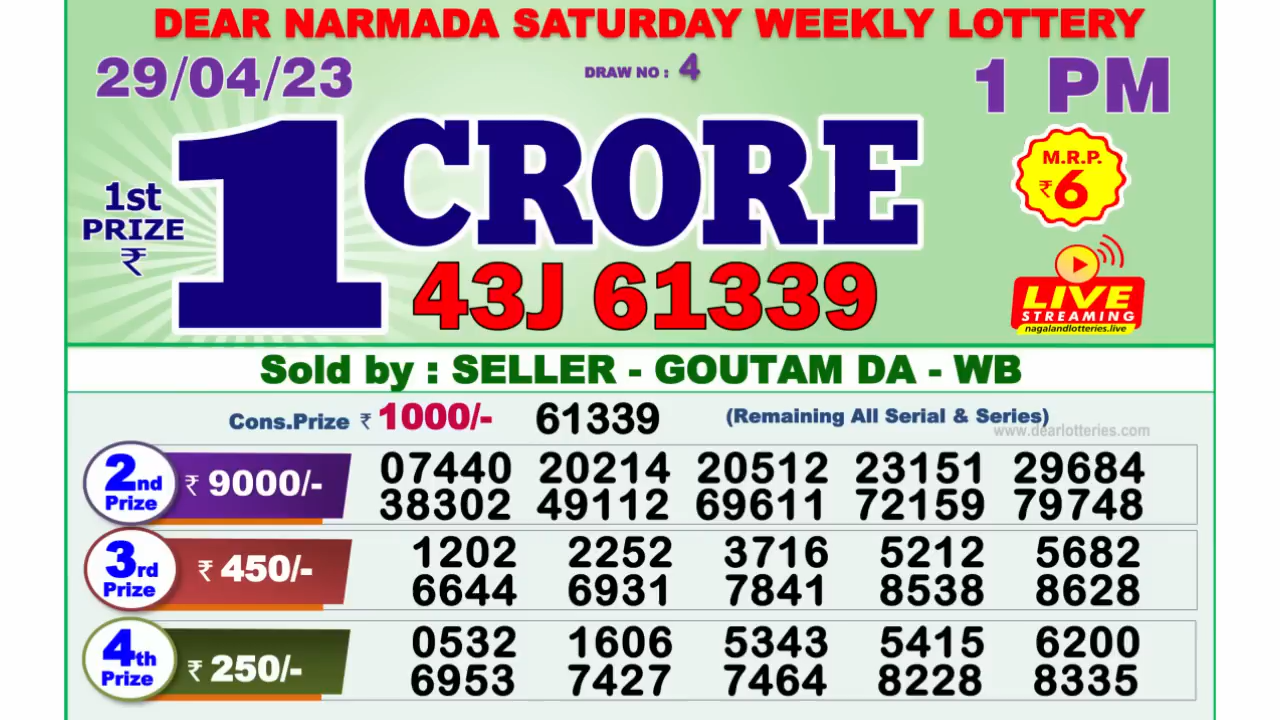 DEAR NARMADA SATURDAY WEEKLY LOTTERY
29/04/23 DRAW NO : 4 1 PM
1st PRIZE ₹ 1 CRORE
43J 61339
M.R.P. ₹6
LIVE
STREAMING
nagalandlotteries.live
Sold by : SELLER - GOUTAM DA - WB
Cons.Prize ₹ 1000/- 61339 (Remaining All Serial & Series)
www.dearlotteries.com
2nd Prize ₹ 9000/-
07440 20214 20512 23151 29684
38302 49112 69611 72159 79748
3rd Prize ₹ 450/-
1202 2252 3716 5212 5682
6644 6931 7841 8538 8628
4th Prize ₹ 250/-
0532 1606 5343 5415 6200
6953 7427 7464 8228 8335